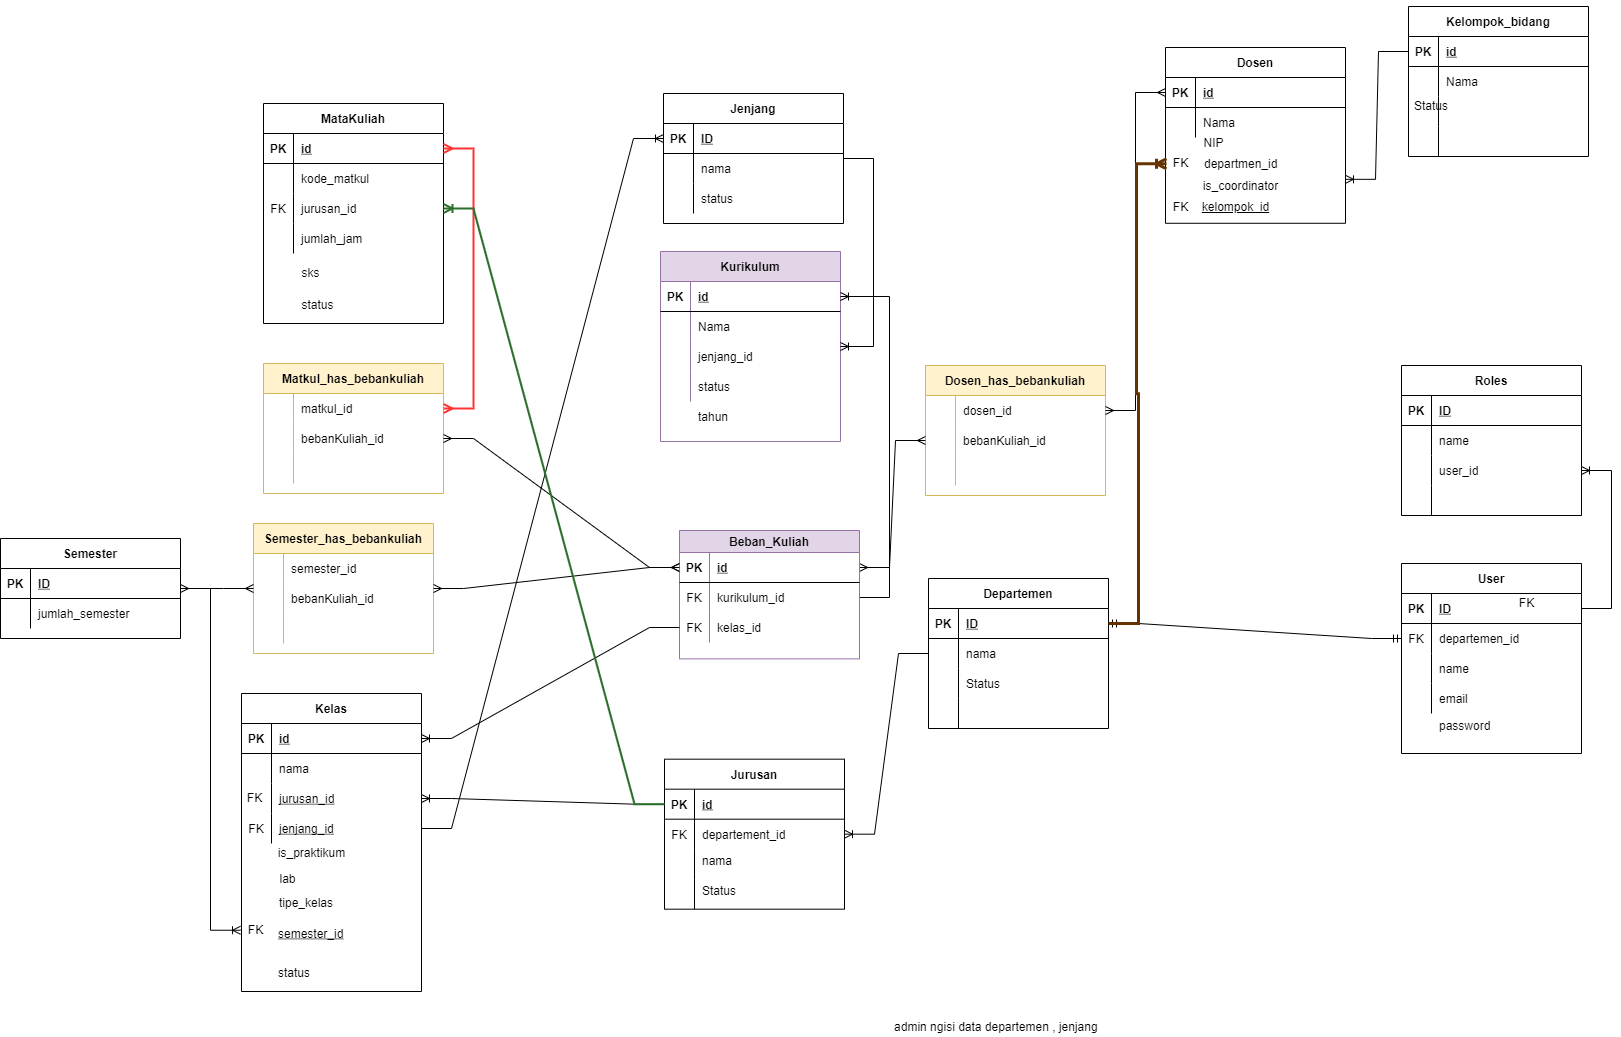 Kelompok_bidang
PK id
Nama
Status
Dosen
PK id
Nama
NIP
FK departmen_id
is_coordinator
FK kelompok_id
Jenjang
PK ID
nama
status
MataKuliah
PK id
kode_matkul
FK jurusan_id
jumlah_jam
sks
status
Kurikulum
PK id
Nama
jenjang_id
status
tahun
Matkul_has_bebankuliah
matkul_id
bebanKuliah_id
Dosen_has_bebankuliah
dosen_id
bebanKuliah_id
Roles
PK ID
name
user_id
Semester
PK ID
jumlah_semester
Semester_has_bebankuliah
semester_id
bebanKuliah_id
Beban_Kuliah
PK id
FK kurikulum_id
FK kelas_id
Departemen
PK ID
nama
Status
User
PK ID FK
FK departemen_id
name
email
password
Kelas
PK id
nama
FK jurusan_id
FK jenjang_id
is_praktikum
lab
tipe_kelas
FK semester_id
status
Jurusan
PK id
FK departement_id
nama
Status
admin ngisi data departemen , jenjang